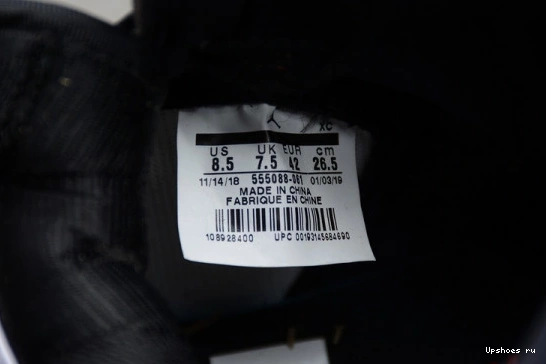 XC
US UK EUR cm
8.5 7.5 42 26.5
11/14/18 555088-061 01/03/19
MADE IN CHINA
FABRIQUE EN CHINE
108928400 UPC 00193145684690
Upshoes ru